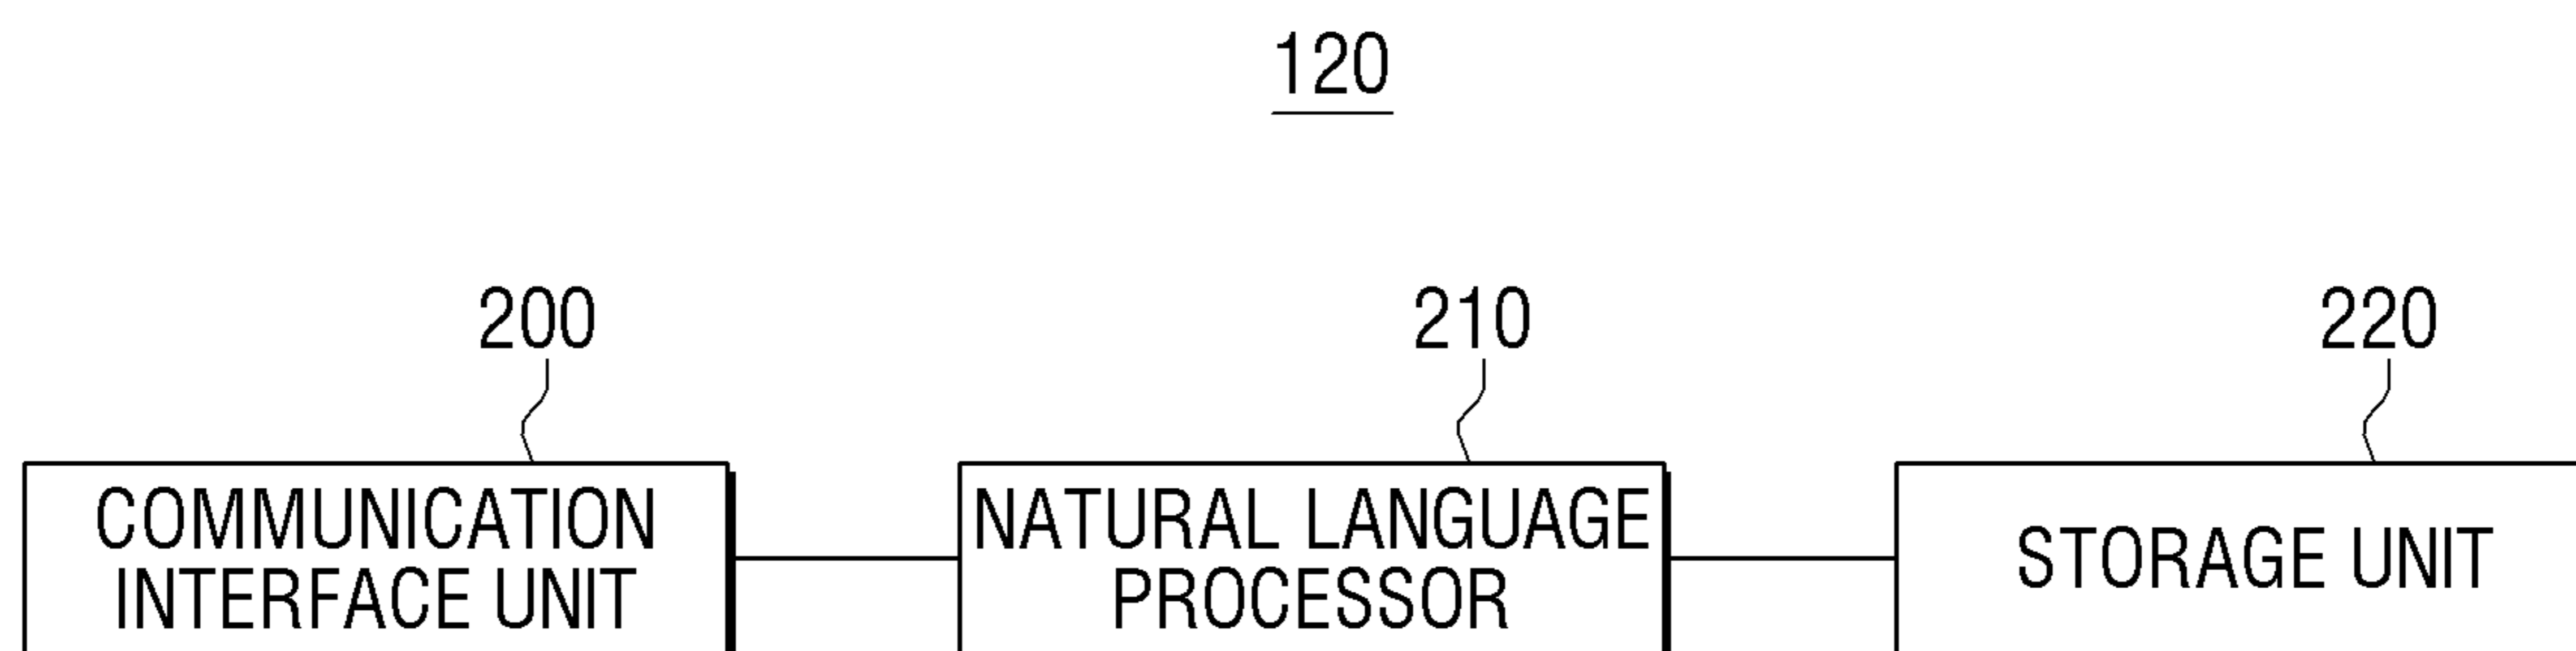 120
200
210
220
COMMUNICATION
INTERFACE UNIT
NATURAL LANGUAGE
PROCESSOR
STORAGE UNIT